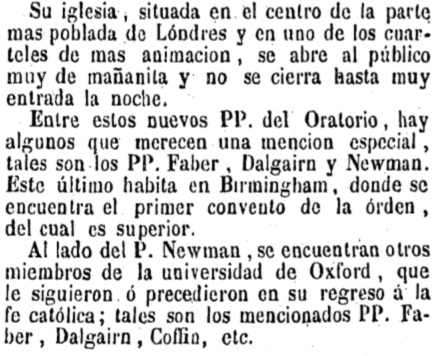 Su iglesia, situada en el centro de la parte
mas poblada de Lóndres y en uno de los cuar-
teles de mas animacion, se abre al público
muy de mañanita y no se cierra hasta muy
entrada la noche.
Entre estos nuevos PP. del Oratorio, hay
algunos que merecen una mencion especial,
tales son los PP. Faber, Dalgairn y Newman.
Este último habita en Birmingham, donde se
encuentra el primer convento de la órden,
del cual es superior.
Al lado del P. Newman, se encuentran otros
miembros de la universidad de Oxford, que
le siguieron ó precedieron en su regreso á la
fe católica; tales son los mencionados PP. Fa-
ber, Dalgairn, Coffin, etc.